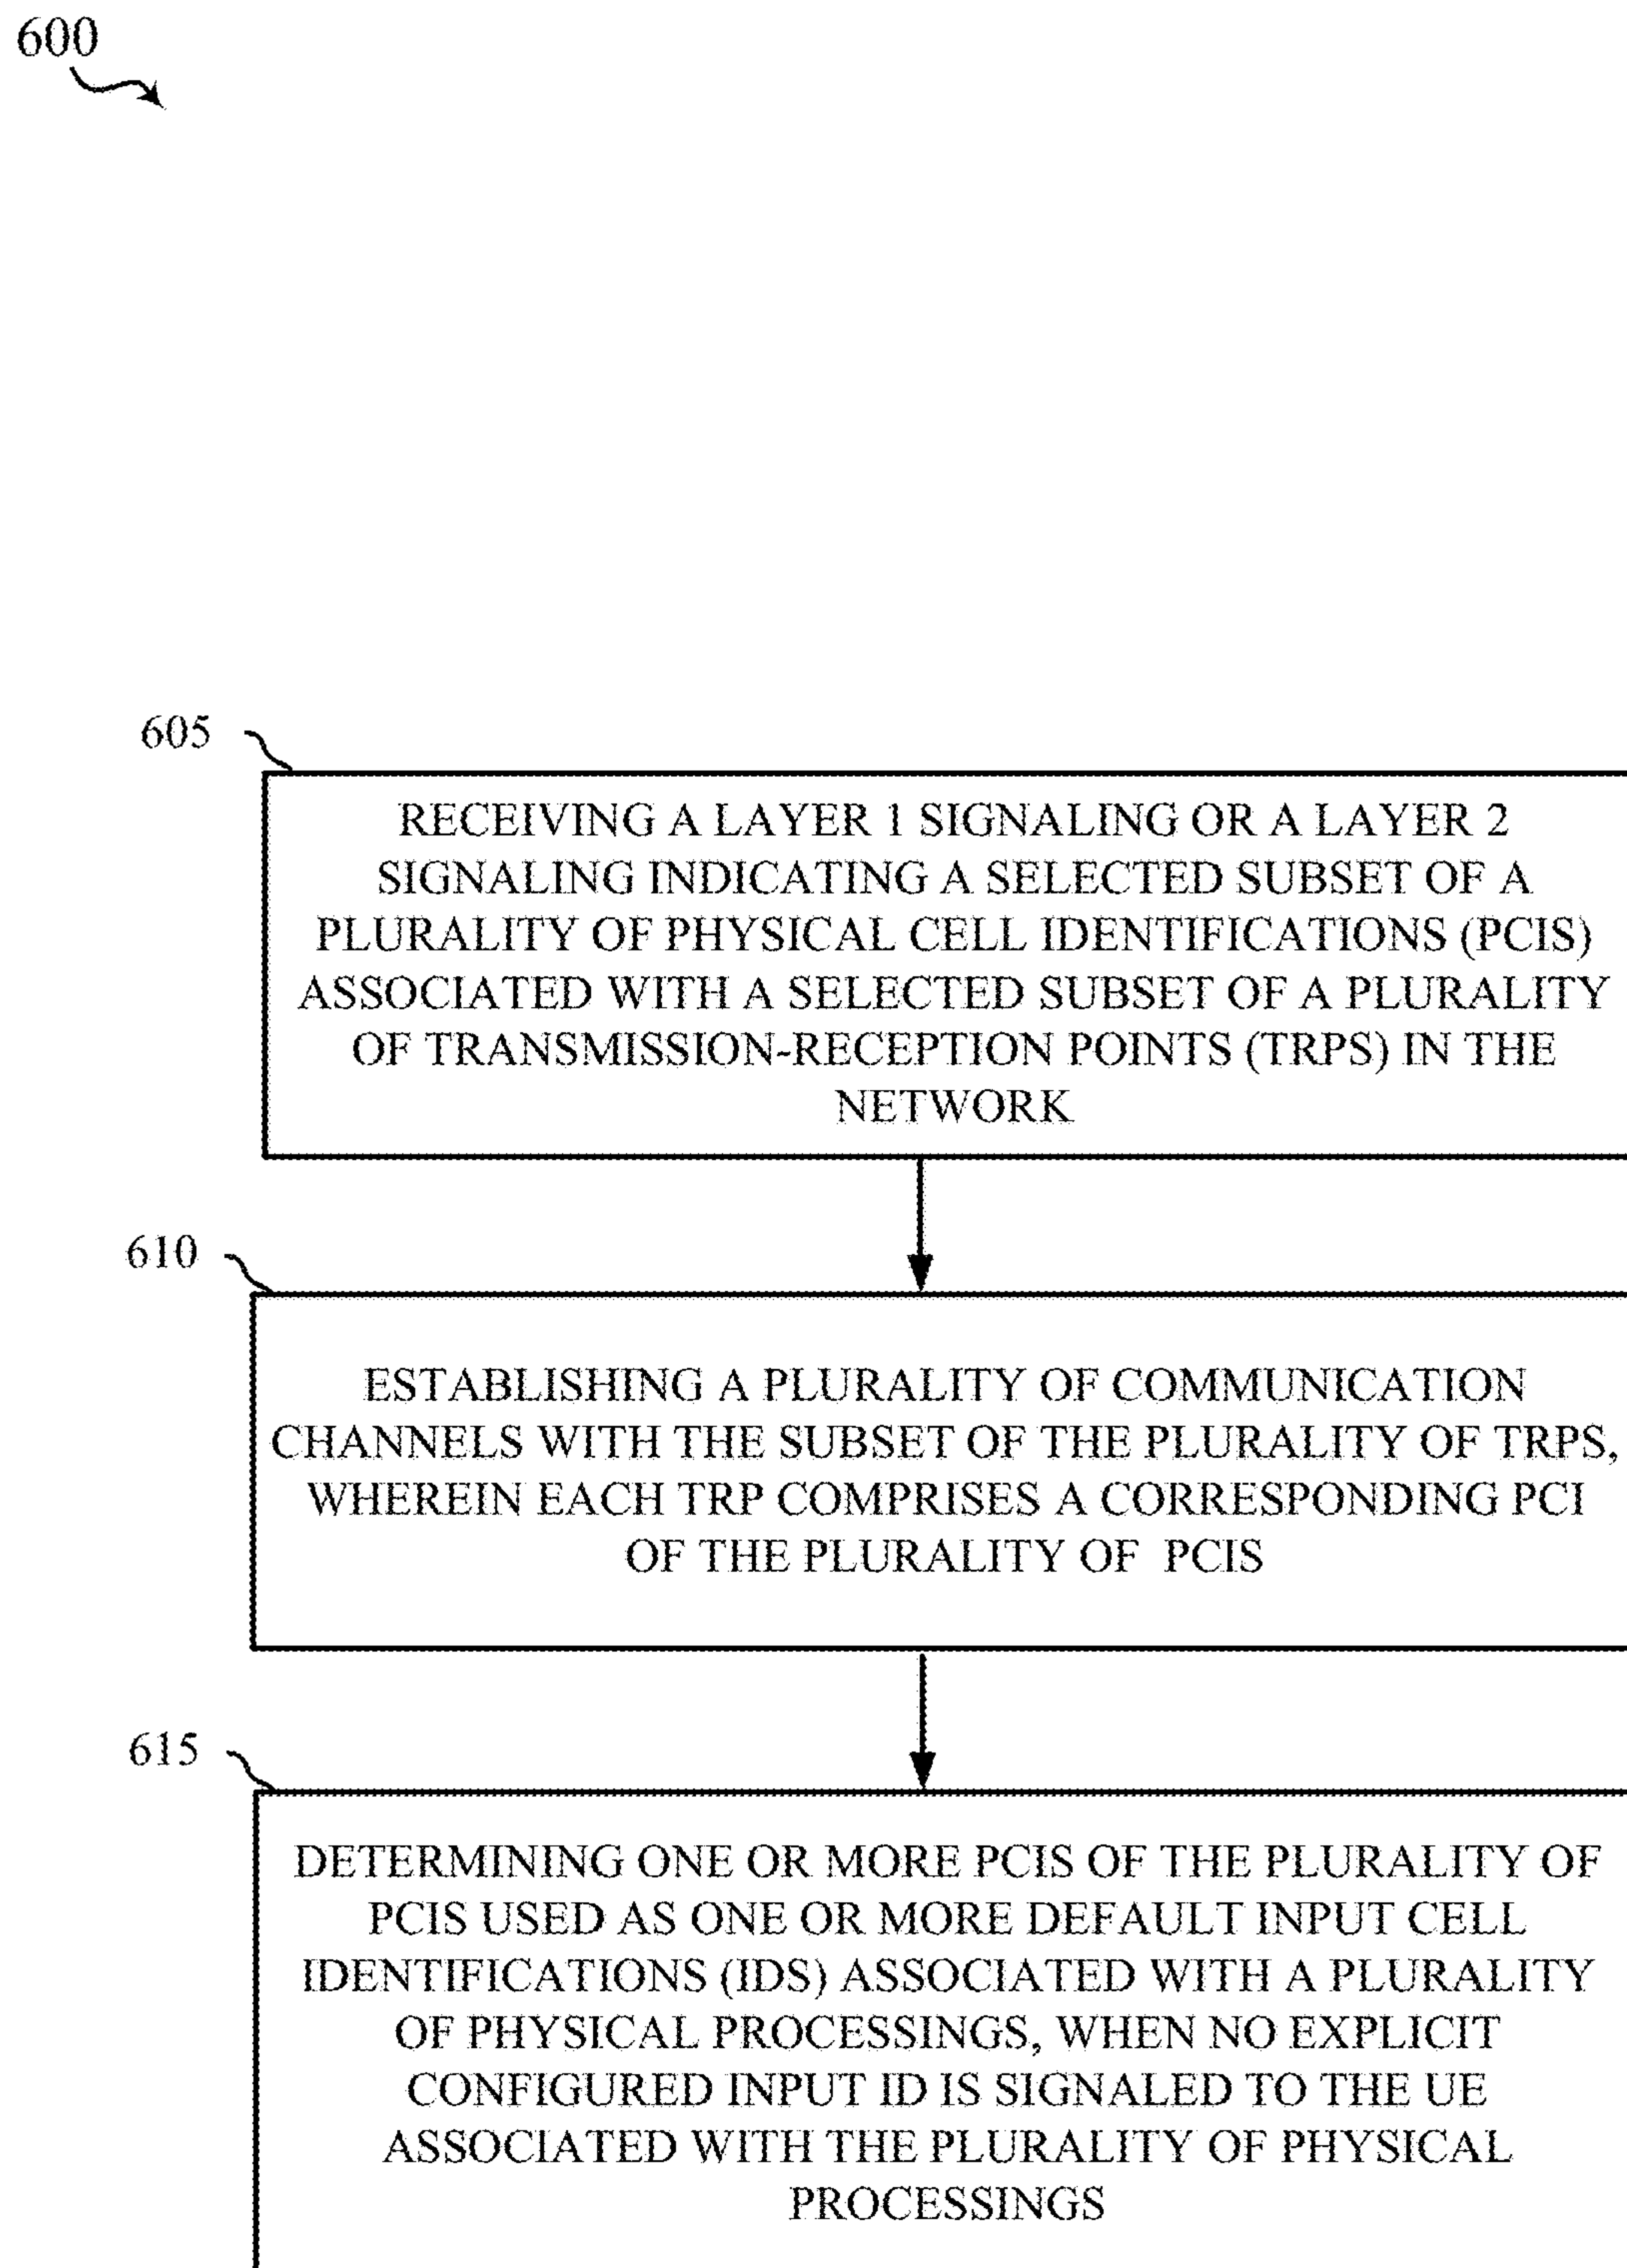 600
605
RECEIVING A LAYER 1 SIGNALING OR A LAYER 2
SIGNALING INDICATING A SELECTED SUBSET OF A
PLURALITY OF PHYSICAL CELL IDENTIFICATIONS (PCIS)
ASSOCIATED WITH A SELECTED SUBSET OF A PLURALITY
OF TRANSMISSION-RECEPTION POINTS (TRPS) IN THE
NETWORK
610
ESTABLISHING A PLURALITY OF COMMUNICATION
CHANNELS WITH THE SUBSET OF THE PLURALITY OF TRPS,
WHEREIN EACH TRP COMPRISES A CORRESPONDING PCI
OF THE PLURALITY OF PCIS
615
DETERMINING ONE OR MORE PCIS OF THE PLURALITY OF
PCIS USED AS ONE OR MORE DEFAULT INPUT CELL
IDENTIFICATIONS (IDS) ASSOCIATED WITH A PLURALITY
OF PHYSICAL PROCESSINGS, WHEN NO EXPLICIT
CONFIGURED INPUT ID IS SIGNALED TO THE UE
ASSOCIATED WITH THE PLURALITY OF PHYSICAL
PROCESSINGS